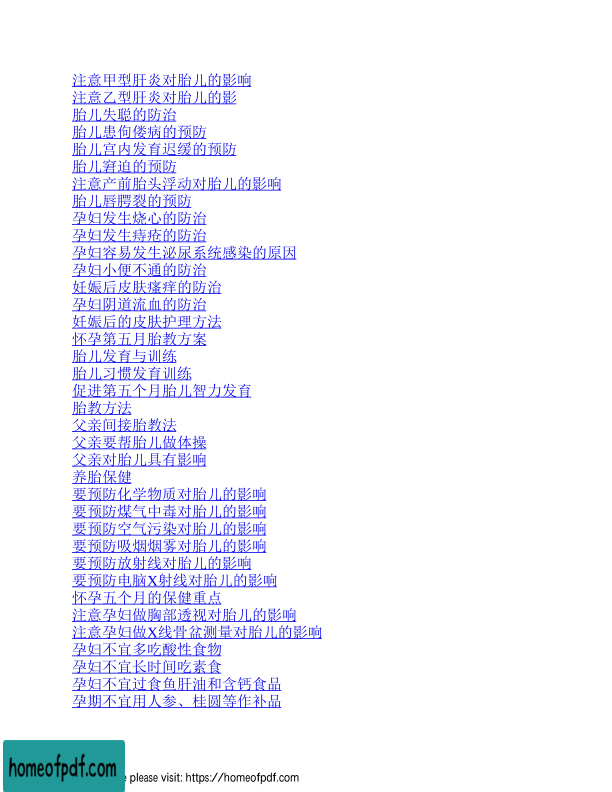 注意甲型肝炎对胎儿的影响
注意乙型肝炎对胎儿的影
胎儿失聪的防治
胎儿患佝偻病的预防
胎儿宫内发育迟缓的预防
胎儿窘迫的预防
注意产前胎头浮动对胎儿的影响
胎儿唇腭裂的预防
孕妇发生烧心的防治
孕妇发生痔疮的防治
孕妇容易发生泌尿系统感染的原因
孕妇小便不通的防治
妊娠后皮肤瘙痒的防治
孕妇阴道流血的防治
妊娠后的皮肤护理方法
怀孕第五月胎教方案
胎儿发育与训练
胎儿习惯发育训练
促进第五个月胎儿智力发育
胎教方法
父亲间接胎教法
父亲要帮胎儿做体操
父亲对胎儿具有影响
养胎保健
要预防化学物质对胎儿的影响
要预防煤气中毒对胎儿的影响
要预防空气污染对胎儿的影响
要预防吸烟烟雾对胎儿的影响
要预防放射线对胎儿的影响
要预防电脑X射线对胎儿的影响
怀孕五个月的保健重点
注意孕妇做胸部透视对胎儿的影响
注意孕妇做X线骨盆测量对胎儿的影响
孕妇不宜多吃酸性食物
孕妇不宜长时间吃素食
孕妇不宜过食鱼肝油和含钙食品
孕期不宜用人参、桂圆等作补品
homeofpdf.com
please visit: https://homeofpdf.com